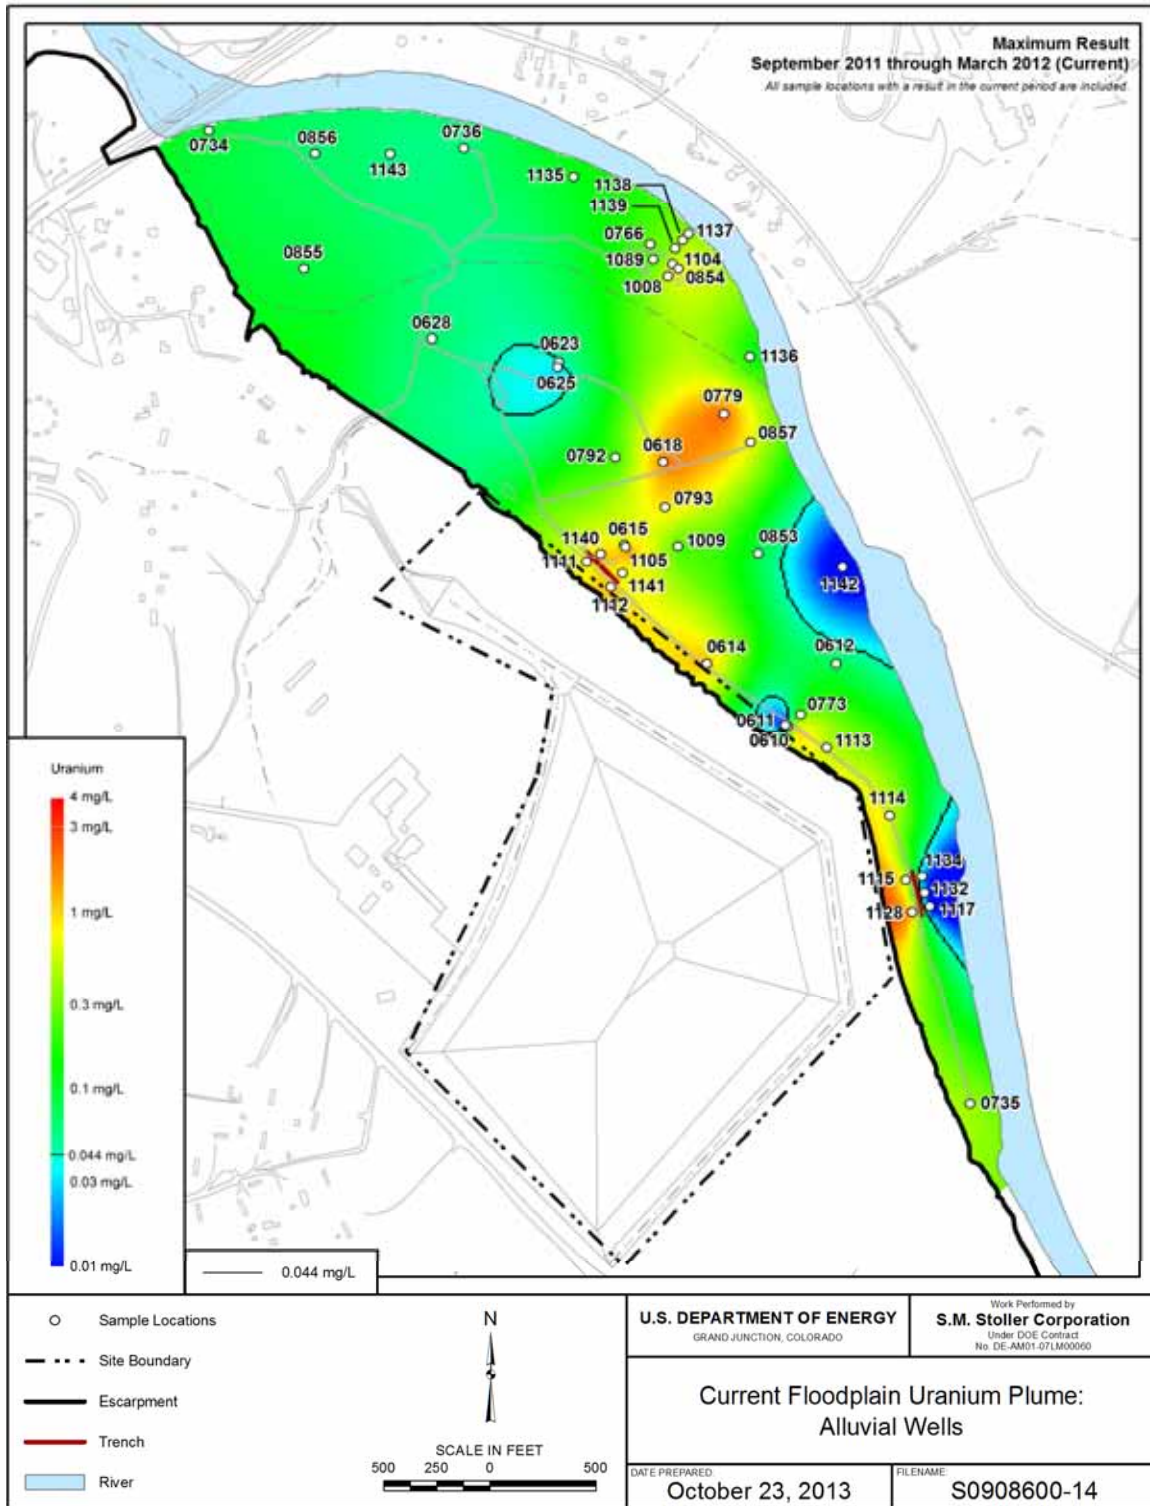 Maximum Result
September 2011 through March 2012 (Current)
All sample locations with a result in the current period are included.
0734
0856
1143
0736
1135
1138
1139
1137
0766
1089
1104
0854
1008
0855
0628
0623
0625
1136
0779
0857
0618
0792
0793
0615
1140
1009
0853
1111
1105
1141
1142
1112
0614
0612
0773
0611
0610
1113
1114
1134
1115
1132
1117
1128
0735
Uranium
4 mg/L
3 mg/L
1 mg/L
0.3 mg/L
0.1 mg/L
0.044 mg/L
0.03 mg/L
0.01 mg/L
0.044 mg/L
Sample Locations
Site Boundary
Escarpment
Trench
River
N
SCALE IN FEET
500 250 0 500
U.S. DEPARTMENT OF ENERGY
GRAND JUNCTION, COLORADO
Work Performed by
S.M. Stoller Corporation
Under DOE Contract
No. DE-AM01-07LM00060
Current Floodplain Uranium Plume:
Alluvial Wells
DATE PREPARED:
October 23, 2013
FILENAME:
S0908600-14